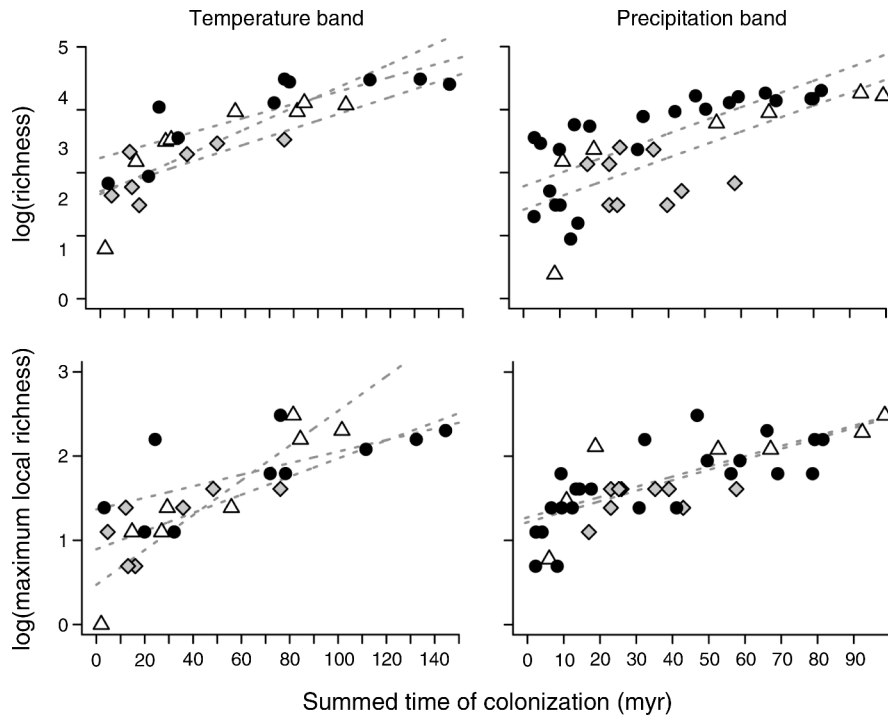 Temperature band
Precipitation band
log(richness)
5
4
3
2
1
0
log(maximum local richness)
3
2
1
0
0 20 40 60 80 100 120 140
0 10 20 30 40 50 60 70 80 90
Summed time of colonization (myr)